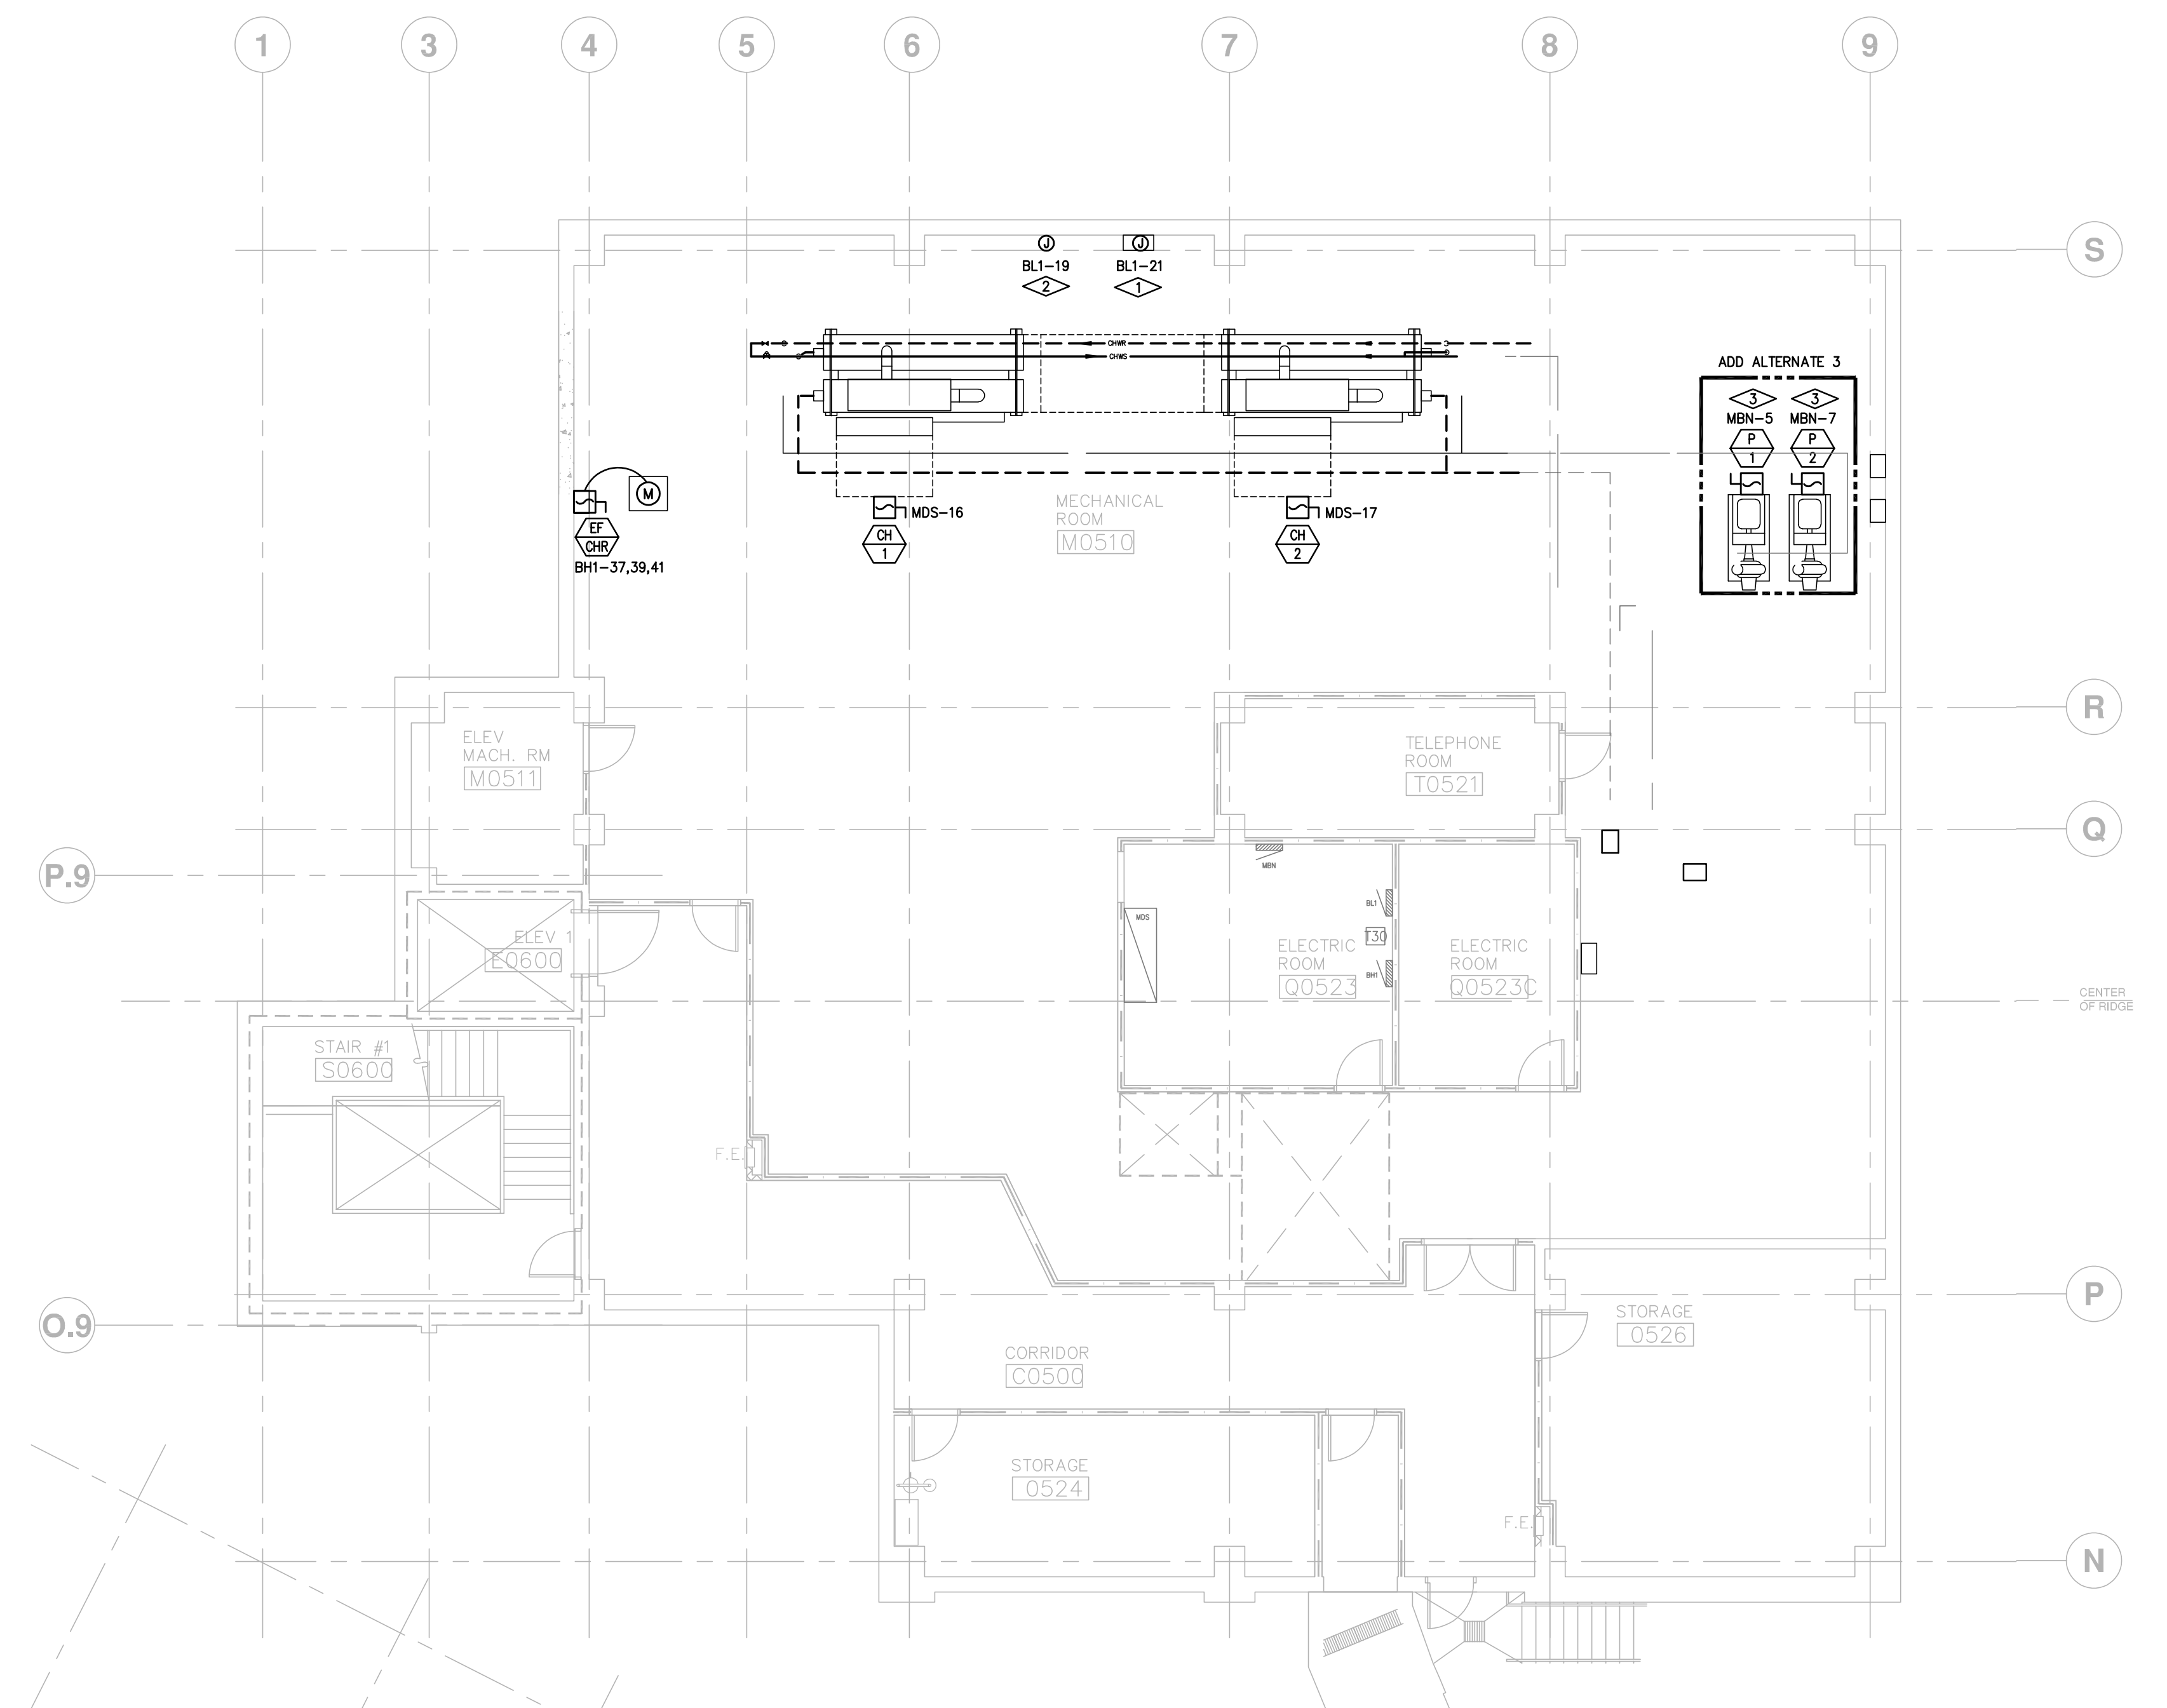 1 3 4 5 6 7 8 9
S
J J
BL1-19 BL1-21
2 1
CHWR
CHWS
ADD ALTERNATE 3
3 3
MBN-5 MBN-7
P P
1 2
M
EF
CHR
BH1-37,39,41
MDS-16
CH
1
MDS-17
CH
2
MECHANICAL
ROOM
M0510
R
ELEV
MACH. RM
M0511
TELEPHONE
ROOM
T0521
Q
P.9
MBN
BL1
MDS
T30
BH1
ELEV 1
E0600
ELECTRIC
ROOM
Q0523
ELECTRIC
ROOM
Q0523C
CENTER
OF RIDGE
STAIR #1
S0600
F.E.
P
O.9
STORAGE
0526
CORRIDOR
C0500
STORAGE
0524
F.E.
N